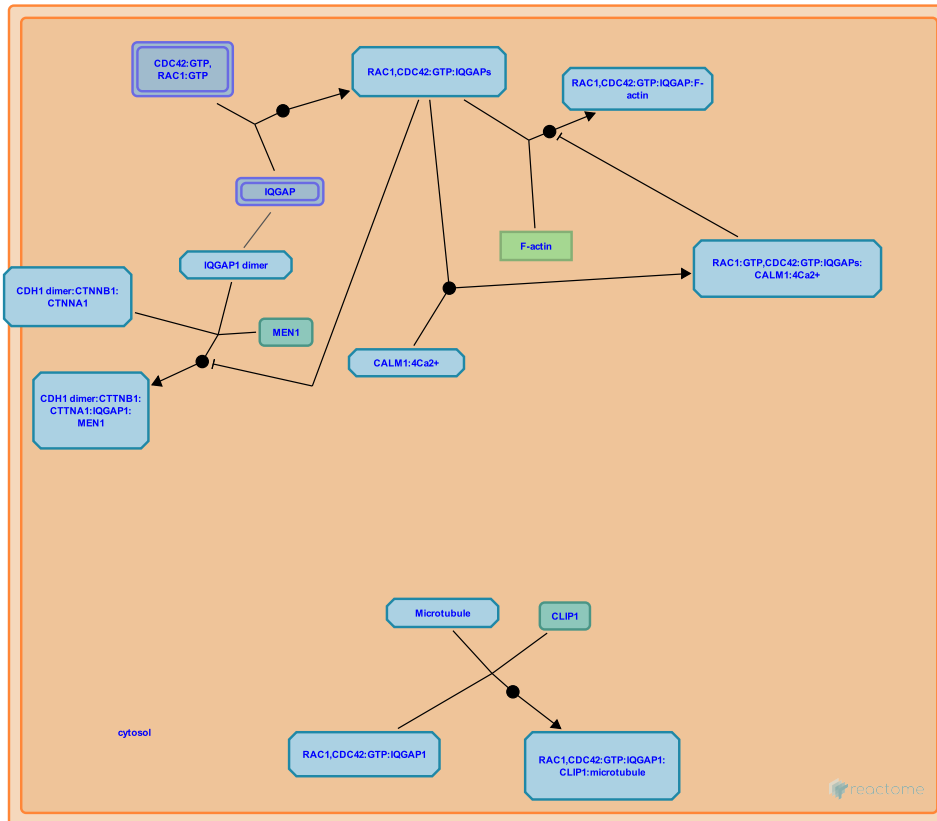 CDC42:GTP,
RAC1:GTP
RAC1,CDC42:GTP:IQGAPs
RAC1,CDC42:GTP:IQGAP:F-
actin
IQGAP
F-actin
IQGAP1 dimer
RAC1:GTP,CDC42:GTP:IQGAPs:
CALM1:4Ca2+
CDH1 dimer:CTNNB1:
CTNNA1
MEN1
CALM1:4Ca2+
CDH1 dimer:CTTNB1:
CTTNA1:IQGAP1:
MEN1
Microtubule
CLIP1
cytosol
RAC1,CDC42:GTP:IQGAP1
RAC1,CDC42:GTP:IQGAP1:
CLIP1:microtubule
reactome